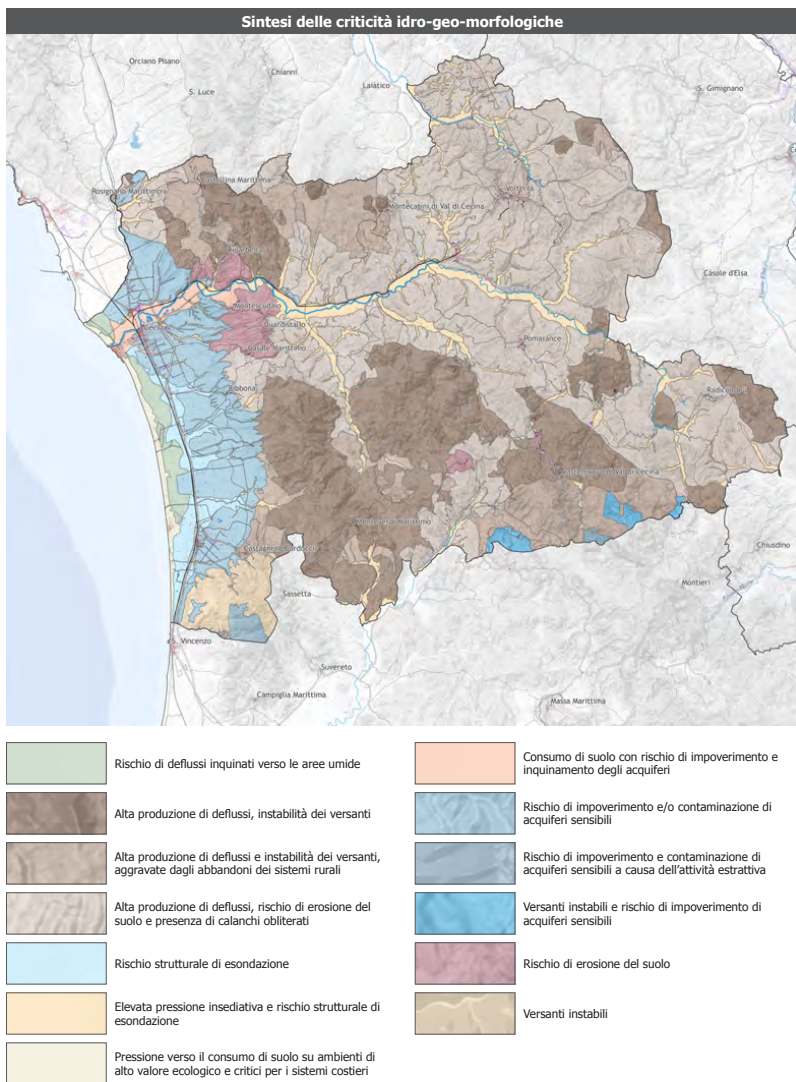 Sintesi delle criticità idro-geo-morfologiche
Orciano Pisano
Chianni
S. Luce
Laiàtico
S. Gimignano
Rosignano Marittimo
Castellina Marittima
Volterra
Montecatini di Val di Cecina
Riparbella
Càsole d'Elsa
Montescudaio
Guardistallo
Casale Marittimo
Pomarance
Bibbona
Radicondoli
Castelnuovo di Val di Cecina
Monteverdi Marittimo
Castagneto Carducci
Chiusdino
Sassetta
Montieri
S. Vincenzo
Suvereto
Campiglia Marittima
Massa Marittima
Rischio di deflussi inquinati verso le aree umide
Alta produzione di deflussi, instabilità dei versanti
Alta produzione di deflussi e instabilità dei versanti,
aggravate dagli abbandoni dei sistemi rurali
Alta produzione di deflussi, rischio di erosione del
suolo e presenza di calanchi obliterati
Rischio strutturale di esondazione
Elevata pressione insediativa e rischio strutturale di
esondazione
Pressione verso il consumo di suolo su ambienti di
alto valore ecologico e critici per i sistemi costieri
Consumo di suolo con rischio di impoverimento e
inquinamento degli acquiferi
Rischio di impoverimento e/o contaminazione di
acquiferi sensibili
Rischio di impoverimento e contaminazione di
acquiferi sensibili a causa dell'attività estrattiva
Versanti instabili e rischio di impoverimento di
acquiferi sensibili
Rischio di erosione del suolo
Versanti instabili